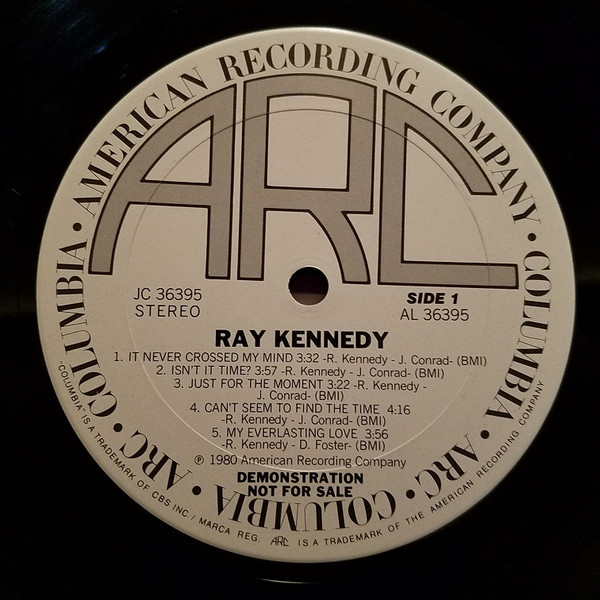 AMERICAN RECORDING COMPANY • COLUMBIA • ARC • COLUMBIA • ARC • COLUMBIA •
ARC
JC 36395
STEREO
SIDE 1
AL 36395
RAY KENNEDY
1. IT NEVER CROSSED MY MIND 3:32 -R. Kennedy - J. Conrad- (BMI)
2. ISN'T IT TIME? 3:57 -R. Kennedy - J. Conrad- (BMI)
3. JUST FOR THE MOMENT 3:22 -R. Kennedy -
J. Conrad- (BMI)
4. CAN'T SEEM TO FIND THE TIME 4:16
-R. Kennedy - J. Conrad- (BMI)
5. MY EVERLASTING LOVE 3:56
-R. Kennedy - D. Foster- (BMI)
℗ 1980 American Recording Company
DEMONSTRATION
NOT FOR SALE
"COLUMBIA" IS A TRADEMARK OF CBS INC./ MARCA REG. ARC IS A TRADEMARK OF THE AMERICAN RECORDING COMPANY